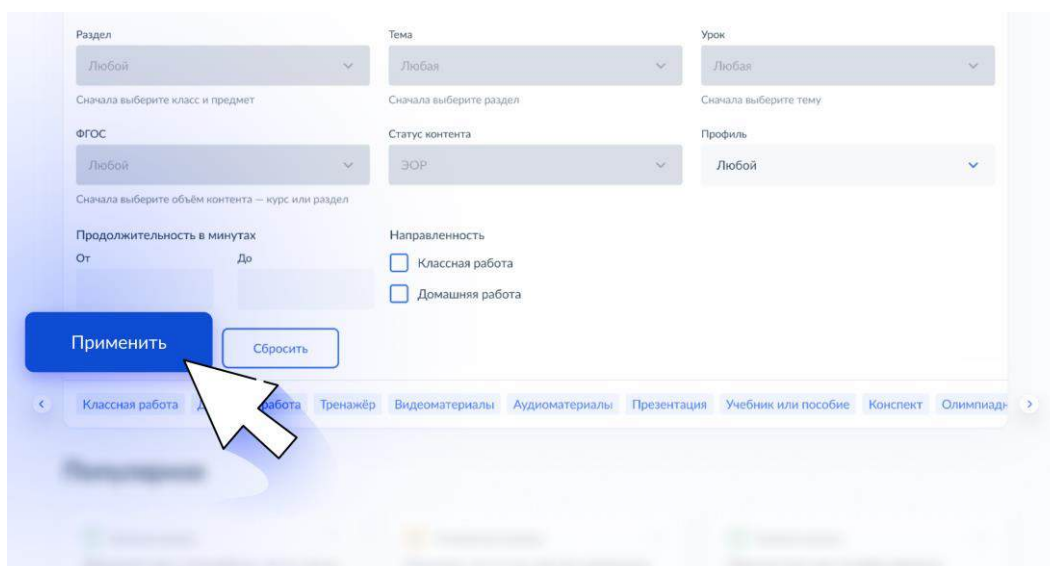 Раздел Тема Урок
Любой Любая Любая
Сначала выберите класс и предмет Сначала выберите раздел Сначала выберите тему
ФГОС Статус контента Профиль
Любой ЭОР Любой
Сначала выберите объём контента — курс или раздел
Продолжительность в минутах Направленность
От До Классная работа
Домашняя работа
Применить Сбросить
Классная работа работа Тренажёр Видеоматериалы Аудиоматериалы Презентация Учебник или пособие Конспект